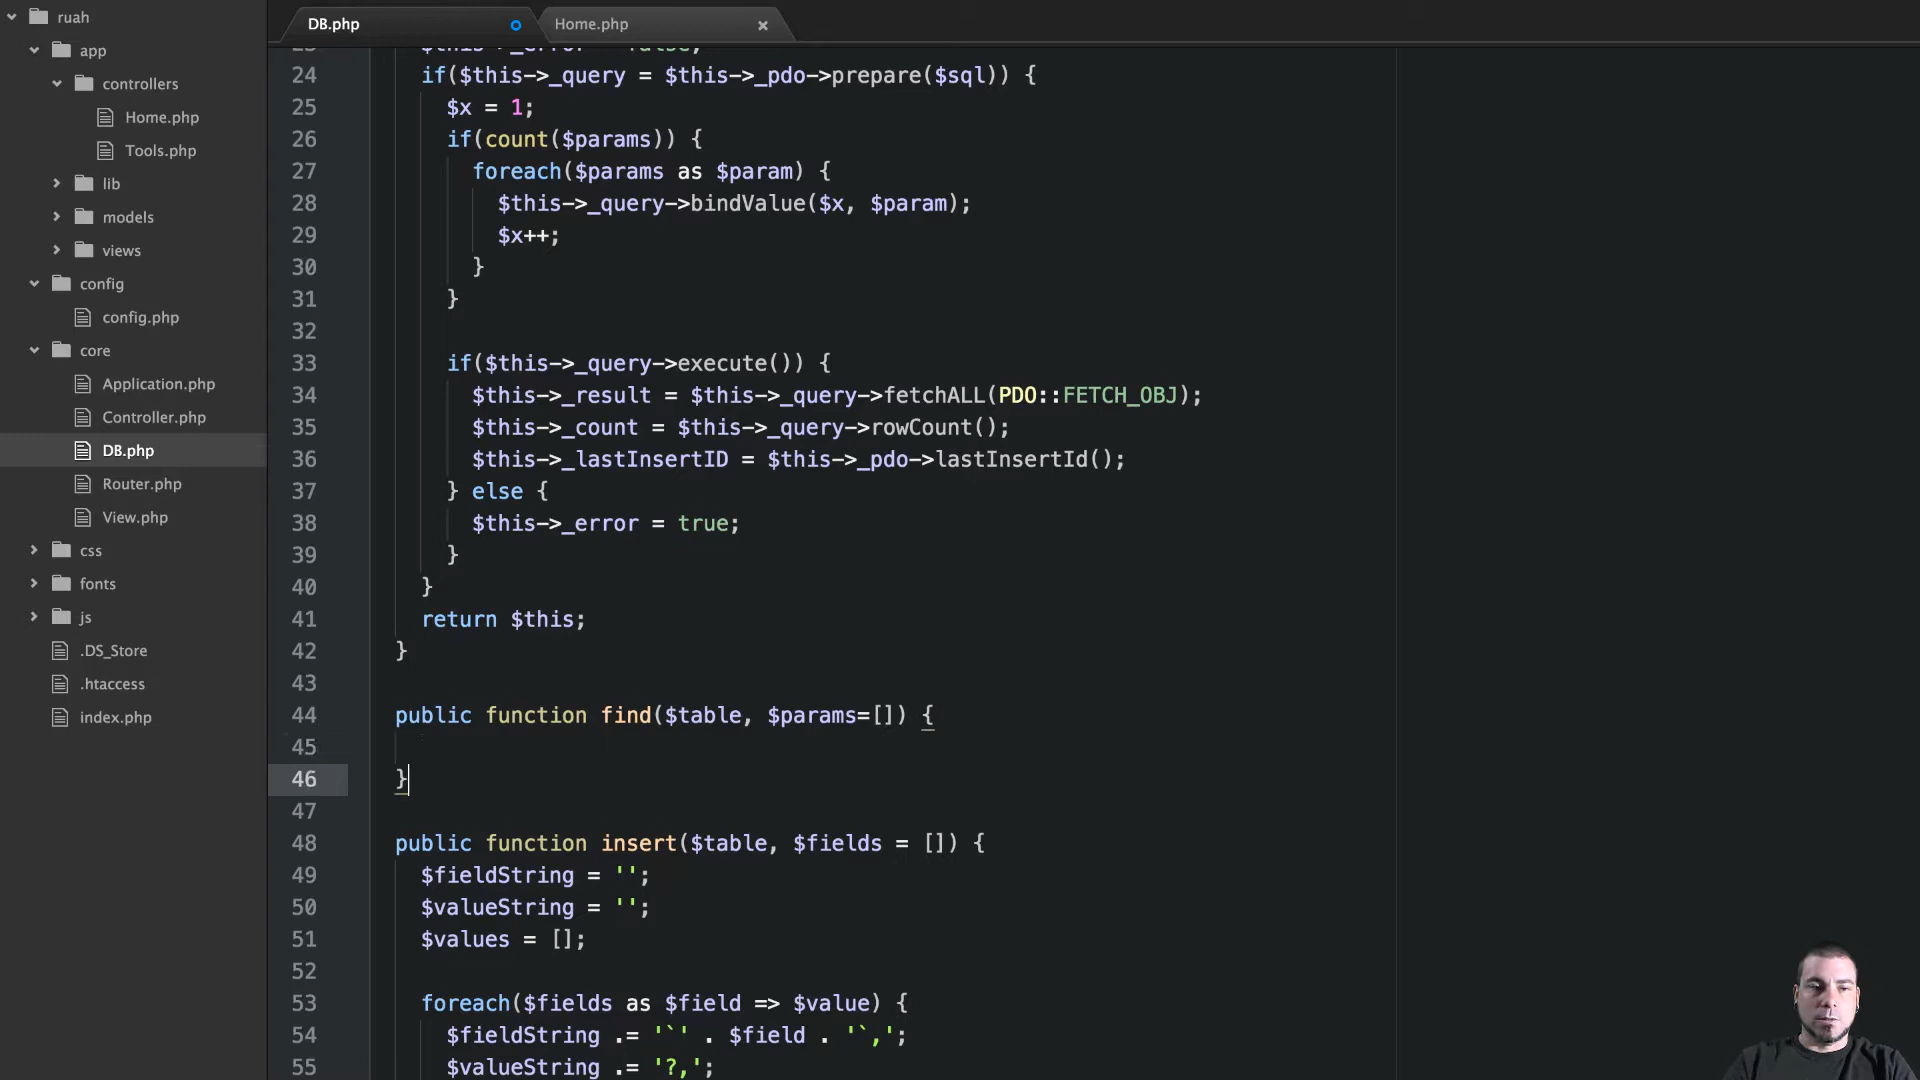 ruah
app
controllers
Home.php
Tools.php
lib
models
views
config
config.php
core
Application.php
Controller.php
DB.php
Router.php
View.php
css
fonts
js
.DS_Store
.htaccess
index.php
DB.php
Home.php
24 if($this->_query = $this->_pdo->prepare($sql)) {
25 $x = 1;
26 if(count($params)) {
27 foreach($params as $param) {
28 $this->_query->bindValue($x, $param);
29 $x++;
30 }
31 }
32
33 if($this->_query->execute()) {
34 $this->_result = $this->_query->fetchALL(PDO::FETCH_OBJ);
35 $this->_count = $this->_query->rowCount();
36 $this->_lastInsertID = $this->_pdo->lastInsertId();
37 } else {
38 $this->_error = true;
39 }
40 }
41 return $this;
42 }
43
44 public function find($table, $params=[]) {
45
46 }
47
48 public function insert($table, $fields = []) {
49 $fieldString = '';
50 $valueString = '';
51 $values = [];
52
53 foreach($fields as $field => $value) {
54 $fieldString .= '`' . $field . '`,';
55 $valueString .= '?,';